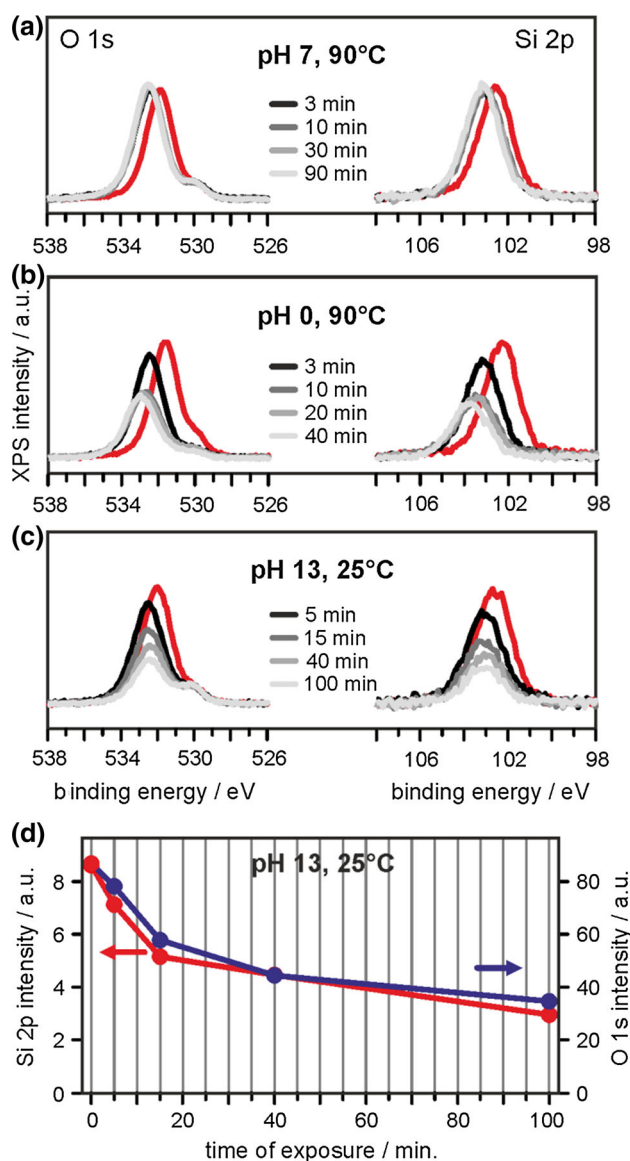 (a)
O 1s
Si 2p
pH 7, 90°C
3 min
10 min
30 min
90 min
538 534 530 526
106 102 98
(b)
pH 0, 90°C
3 min
10 min
20 min
40 min
538 534 530 526
106 102 98
XPS intensity / a.u.
(c)
pH 13, 25°C
5 min
15 min
40 min
100 min
538 534 530 526
106 102 98
binding energy / eV
binding energy / eV
(d)
pH 13, 25°C
Si 2p intensity / a.u.
8
6
4
2
0
80
60
40
20
0
O 1s intensity / a.u.
0 20 40 60 80 100
time of exposure / min.